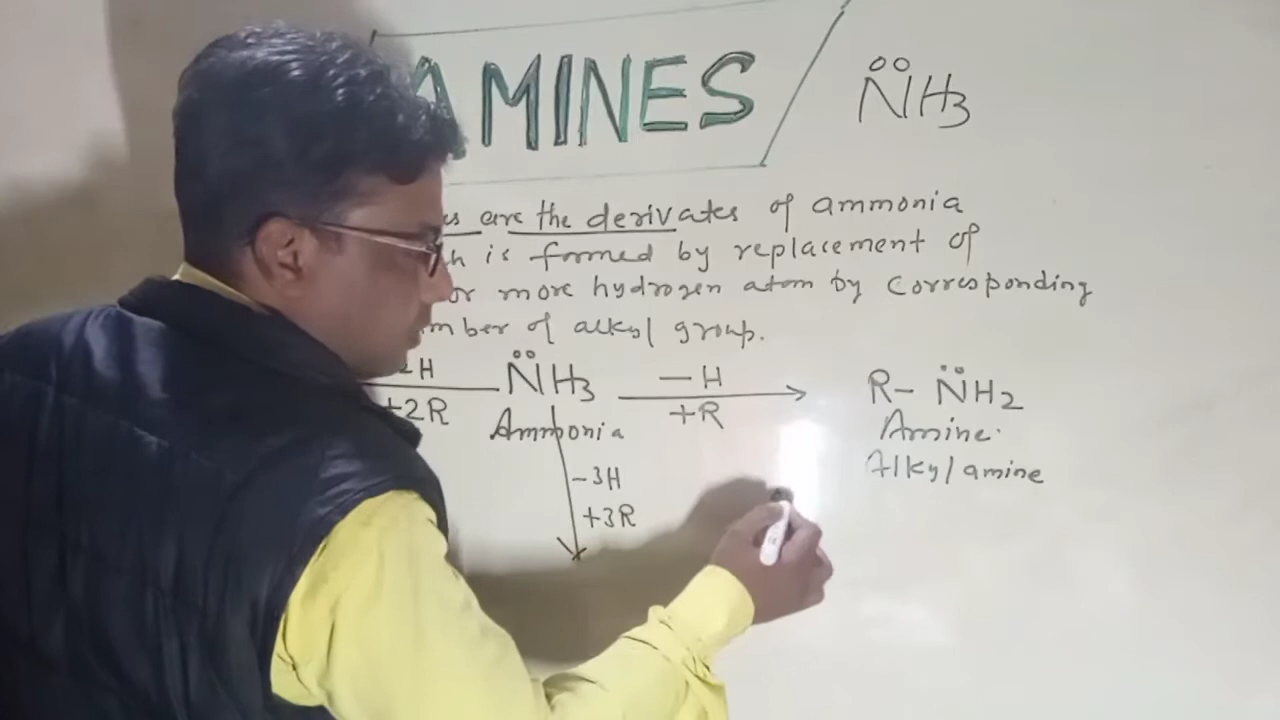 AMINES
N̈H3
are the derivates of ammonia
is formed by replacement of
or more hydrogen atom by corresponding
of alkyl group.
N̈H3 -H R-N̈H2
+2R +R
Ammonia Amine.
-3H Alkyl amine
+3R